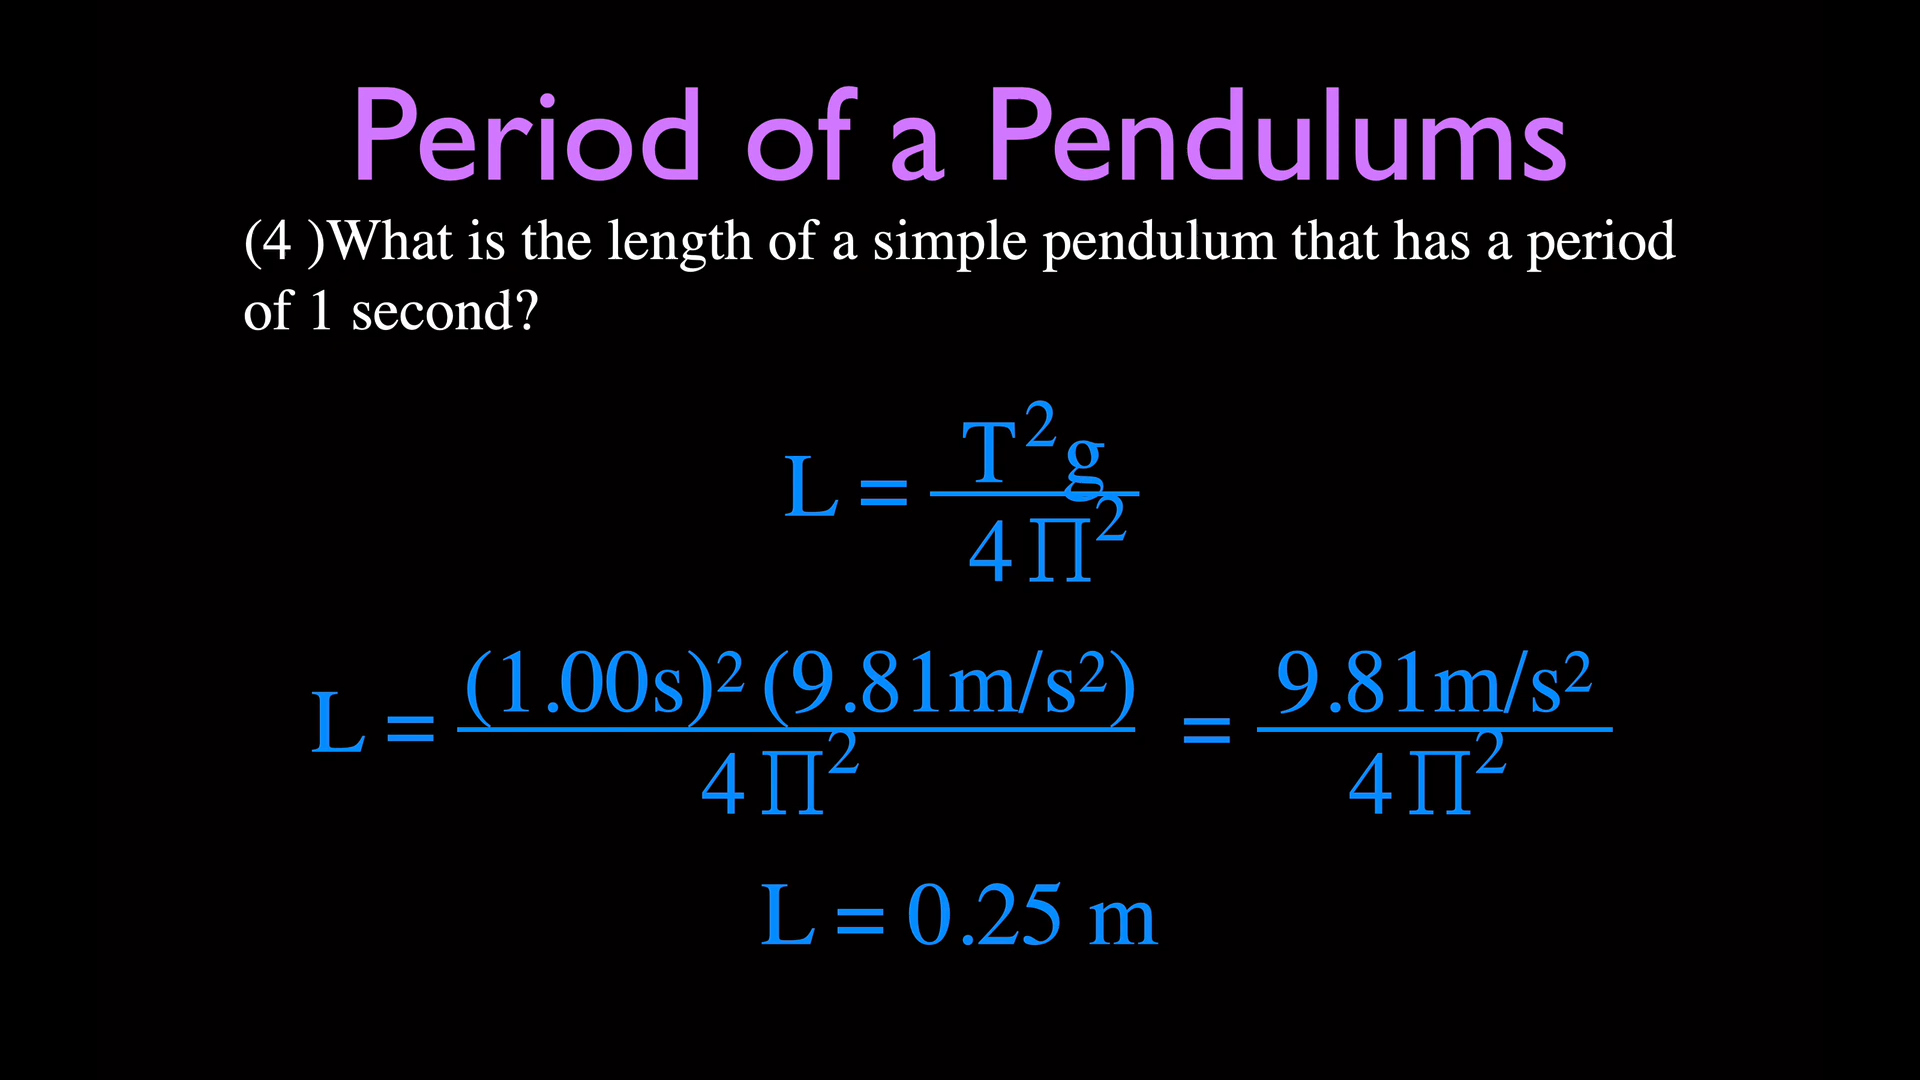 Period of a Pendulums
(4 )What is the length of a simple pendulum that has a period
of 1 second?
L = T²g / 4Π²
L = (1.00s)² (9.81m/s²) / 4Π² = 9.81m/s² / 4Π²
L = 0.25 m